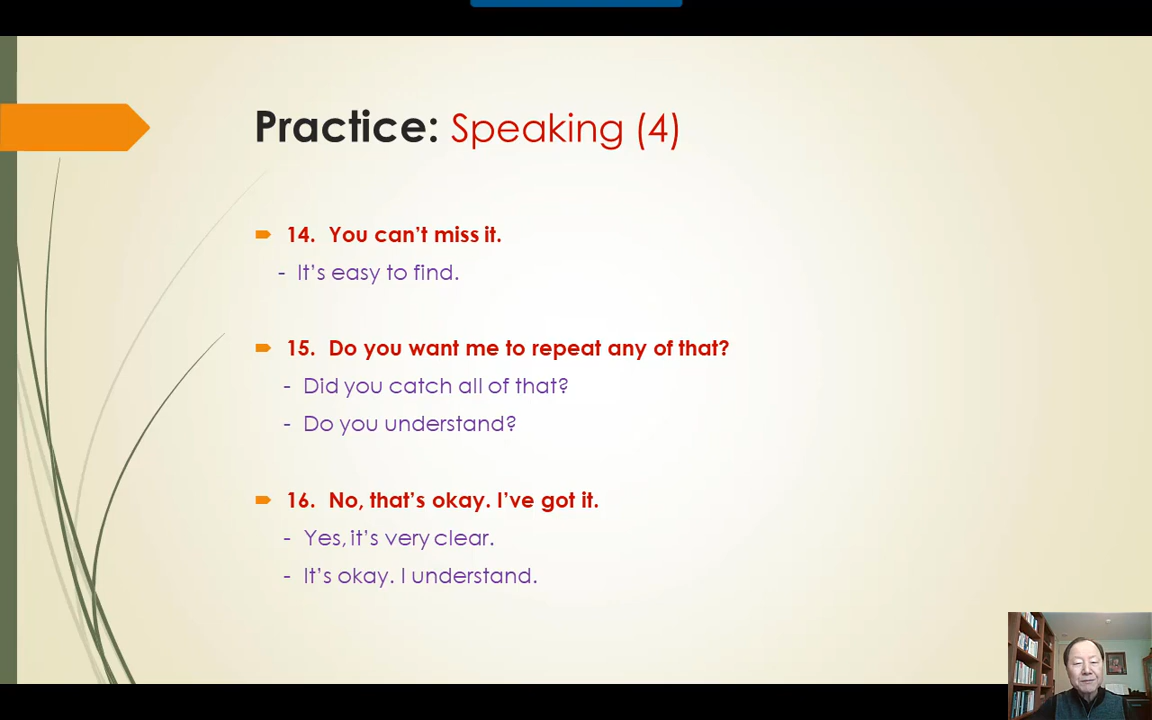 Practice: Speaking (4)
14. You can’t miss it.
- It’s easy to find.
15. Do you want me to repeat any of that?
- Did you catch all of that?
- Do you understand?
16. No, that’s okay. I’ve got it.
- Yes, it’s very clear.
- It’s okay. I understand.